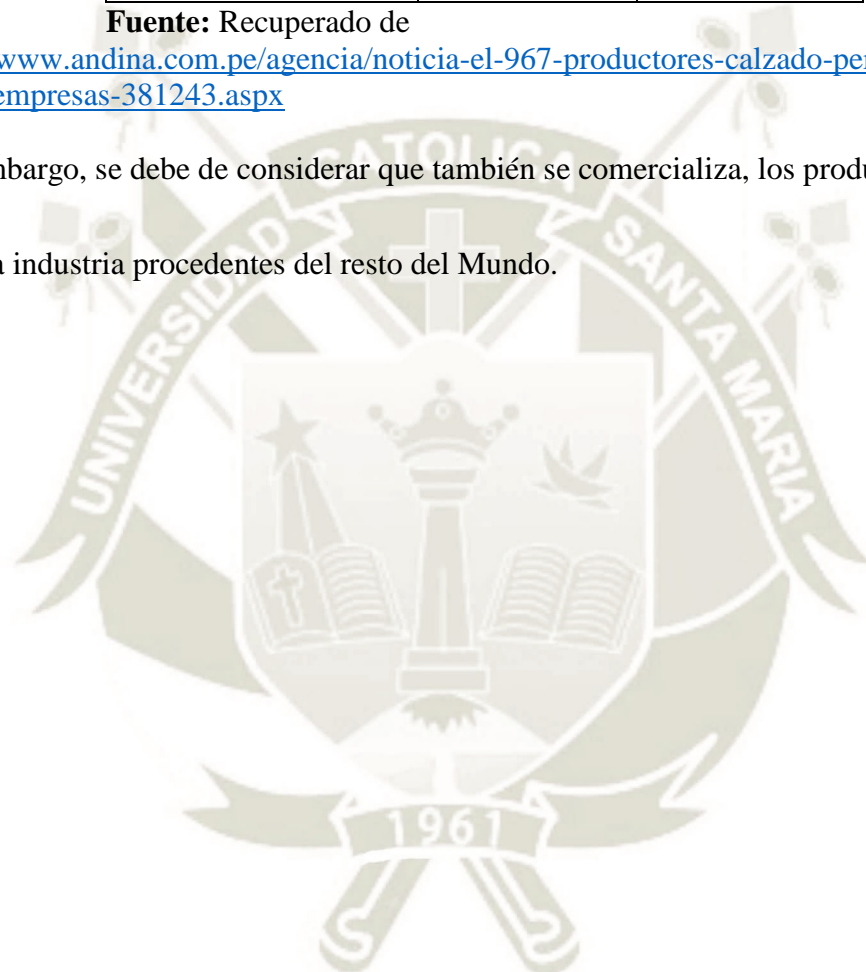 Fuente: Recuperado de
www.andina.com.pe/agencia/noticia-el-967-productores-calzado-per
empresas-381243.aspx
mbargo, se debe de considerar que también se comercializa, los produ
a industria procedentes del resto del Mundo.
UNIVERSIDAD CATOLICA SANTA MARIA
1961